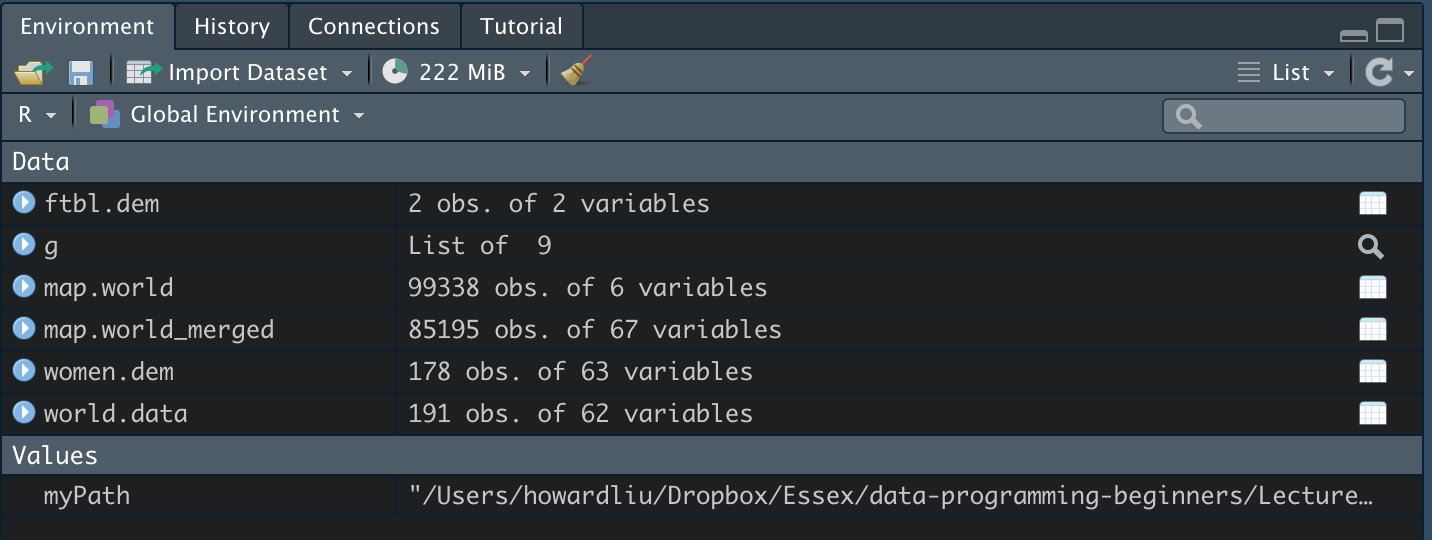 Environment History Connections Tutorial
Import Dataset 222 MiB List
R Global Environment
Data
ftbl.dem 2 obs. of 2 variables
g List of  9
map.world 99338 obs. of 6 variables
map.world_merged 85195 obs. of 67 variables
women.dem 178 obs. of 63 variables
world.data 191 obs. of 62 variables
Values
myPath "/Users/howardliu/Dropbox/Essex/data-programming-beginners/Lecture…